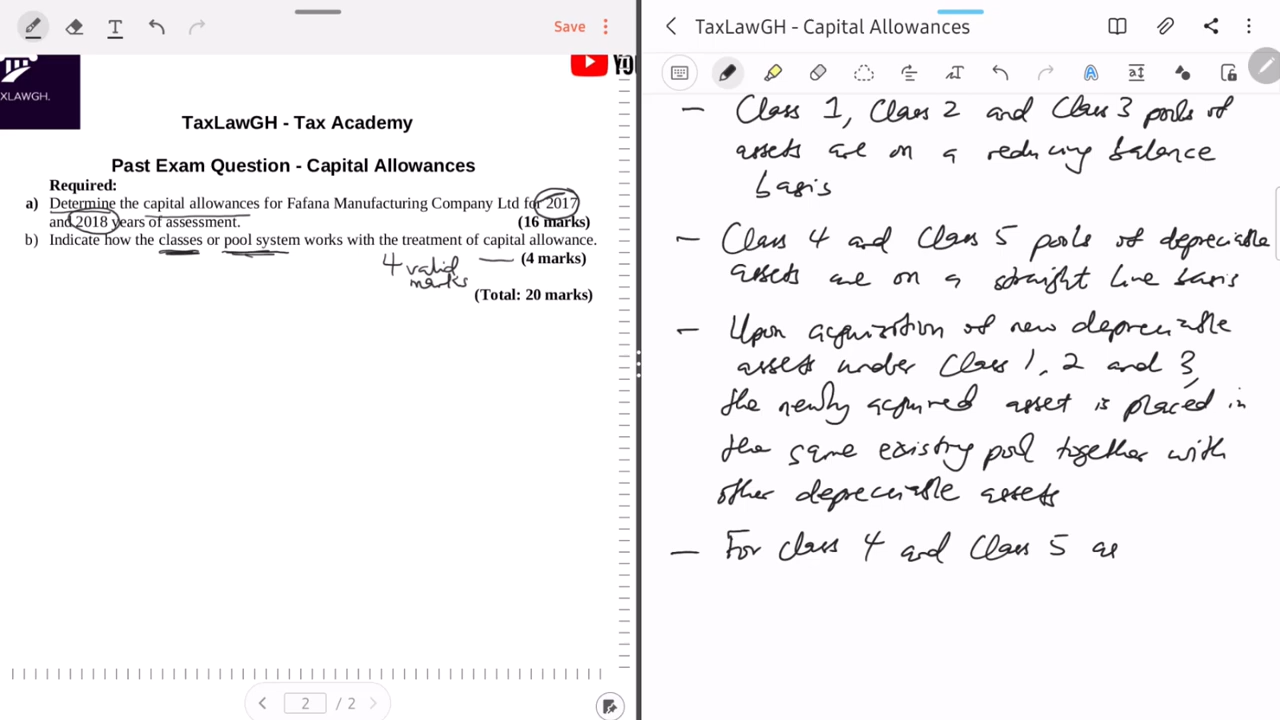 Save
YOU
XLAWGH.
TaxLawGH - Tax Academy
Past Exam Question - Capital Allowances
Required:
a) Determine the capital allowances for Fafana Manufacturing Company Ltd for 2017
and 2018 years of assessment. (16 marks)
b) Indicate how the classes or pool system works with the treatment of capital allowance.
(4 marks)
4 valid
marks
(Total: 20 marks)
2 / 2
TaxLawGH - Capital Allowances
- Class 1, Class 2 and Class 3 pools of
assets are on a reducing balance
basis
- Class 4 and Class 5 pools of depreciable
assets are on a straight line basis
- Upon acquisition of new depreciable
assets under Class 1, 2 and 3,
the newly acquired asset is placed in
the same existing pool together with
other depreciable assets
- For Class 4 and Class 5 as